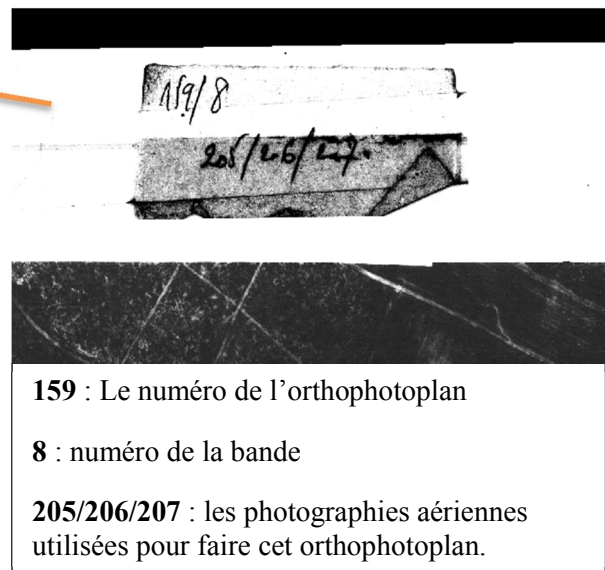 159/8
205/206/207.
159 : Le numéro de l'orthophotoplan
8 : numéro de la bande
205/206/207 : les photographies aériennes
utilisées pour faire cet orthophotoplan.